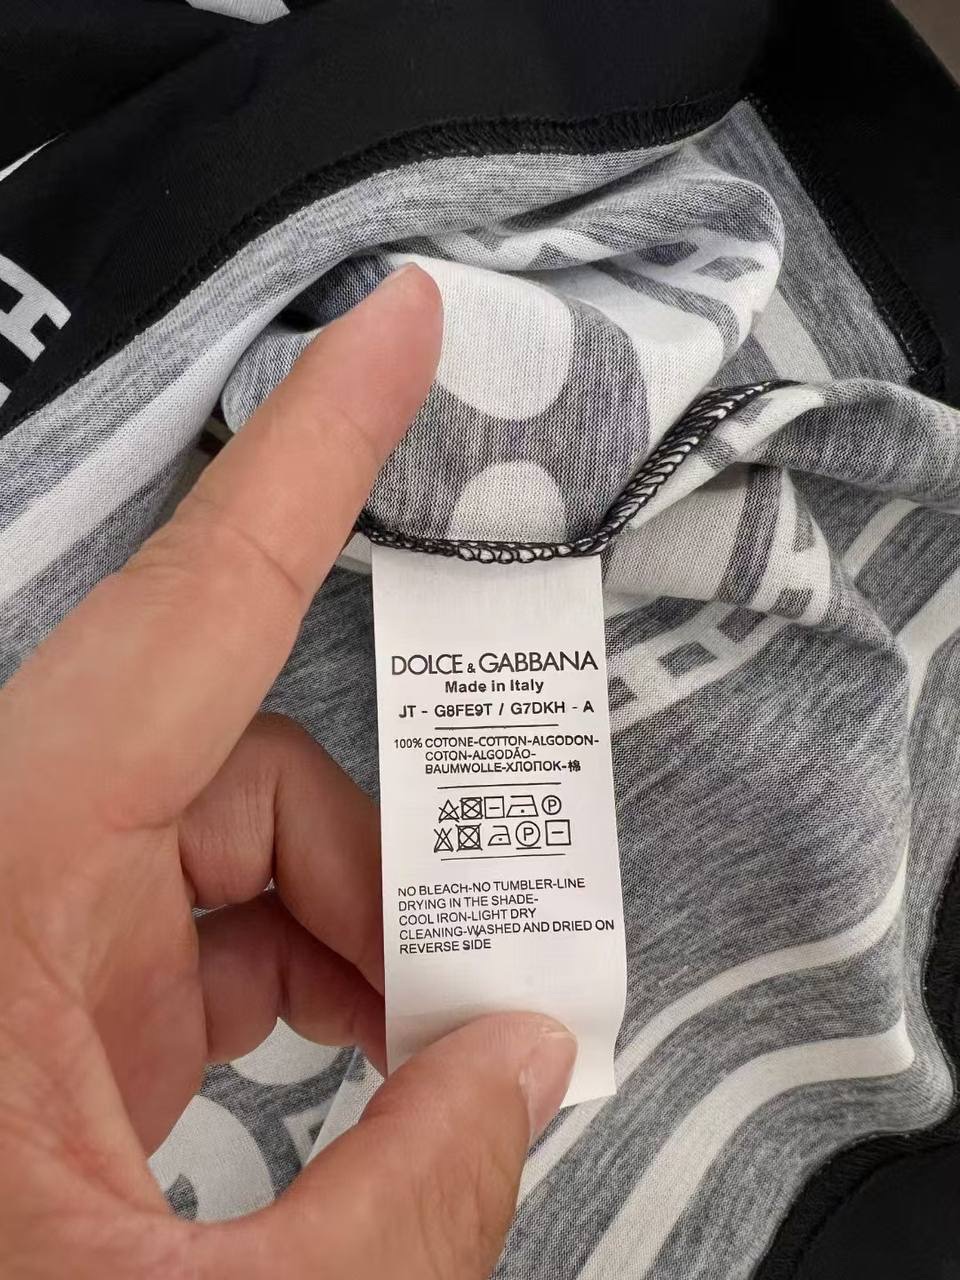 DOLCE & GABBANA
Made in Italy
JT - G8FE9T / G7DKH - A
100% COTONE-COTTON-ALGODON-
COTON-ALGODÃO-
BAUMWOLLE-ХЛОПОК-棉
NO BLEACH-NO TUMBLER-LINE
DRYING IN THE SHADE-
COOL IRON-LIGHT DRY
CLEANING-WASHED AND DRIED ON
REVERSE SIDE